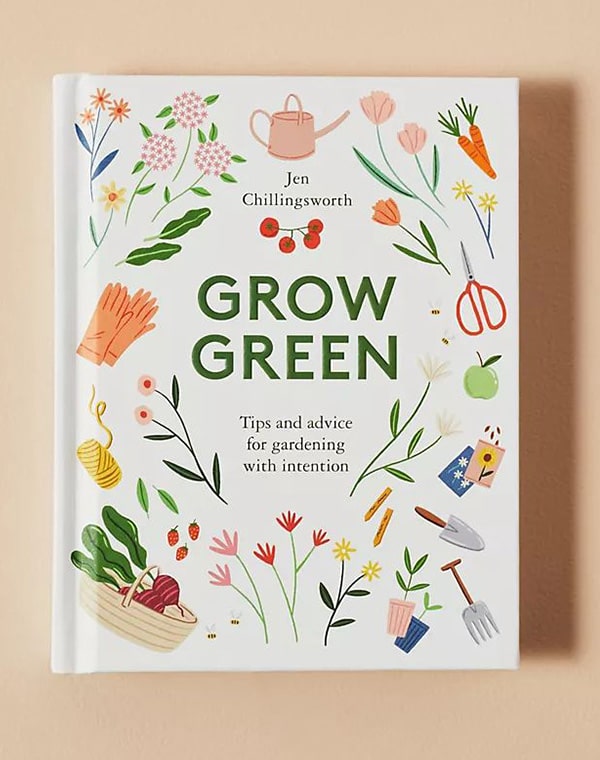 Jen
Chillingsworth
GROW
GREEN
Tips and advice
for gardening
with intention